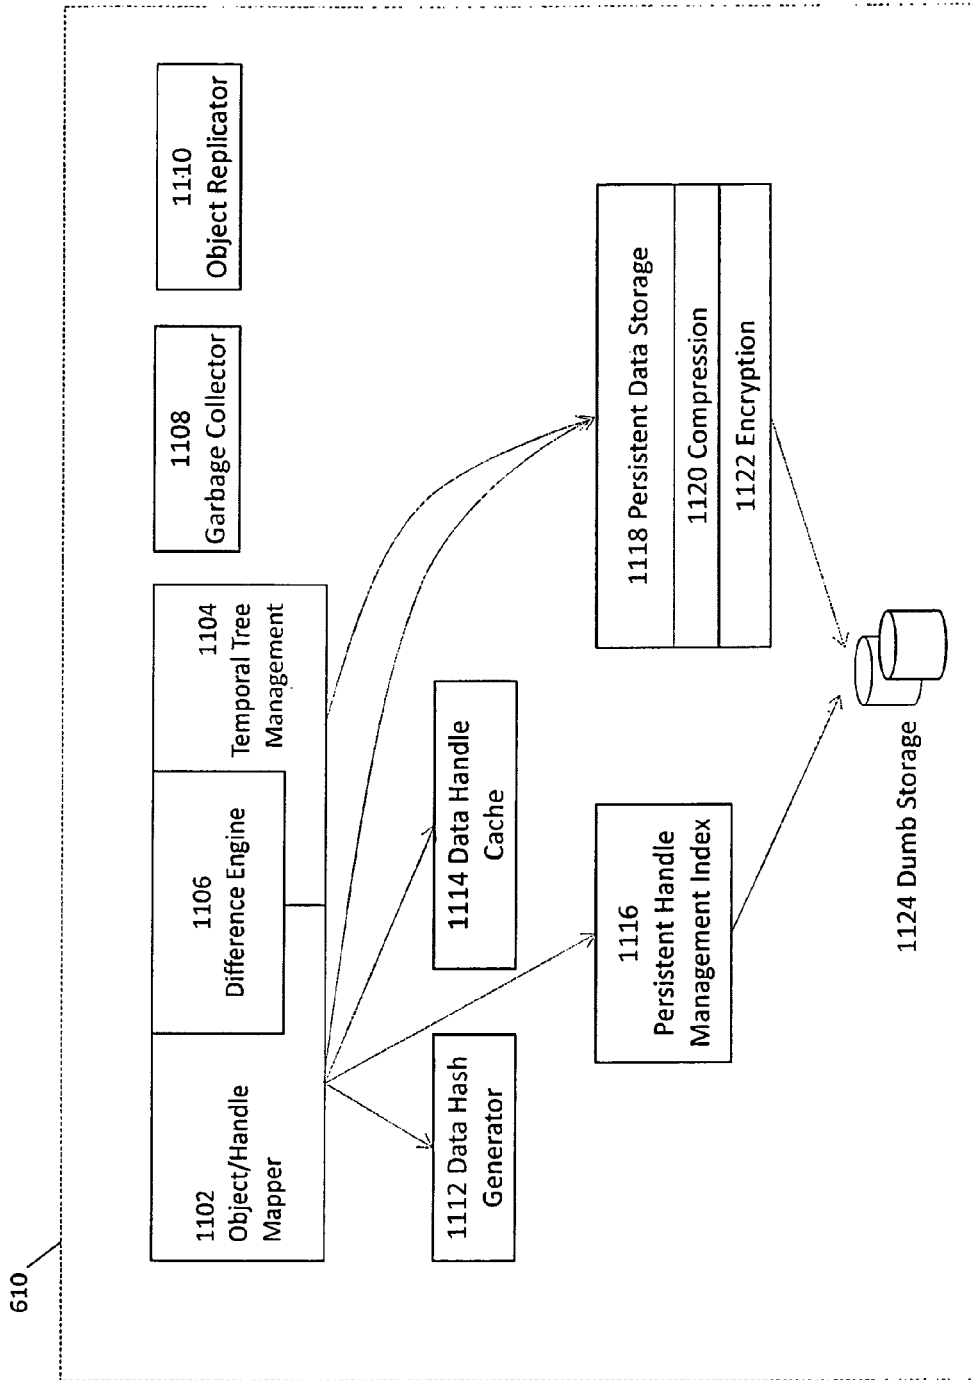 610
1102
Object/Handle
Mapper
1106
Difference Engine
1104
Temporal Tree
Management
1108
Garbage Collector
1110
Object Replicator
1112 Data Hash
Generator
1114 Data Handle
Cache
1116
Persistent Handle
Management Index
1118 Persistent Data Storage
1120 Compression
1122 Encryption
1124 Dumb Storage